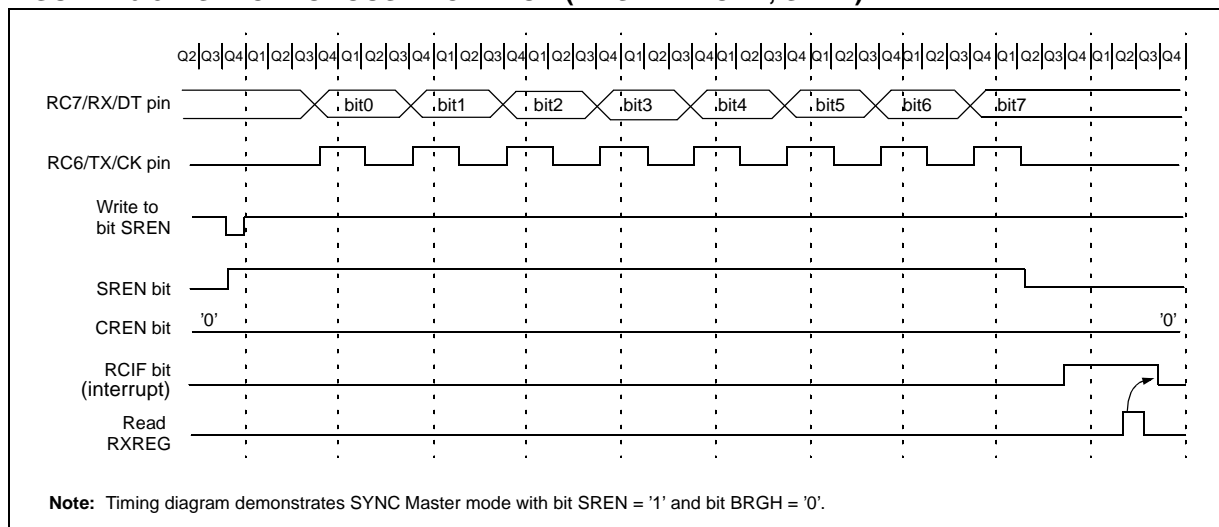 Q2 Q3 Q4 Q1 Q2 Q3 Q4 Q1 Q2 Q3 Q4 Q1 Q2 Q3 Q4 Q1 Q2 Q3 Q4 Q1 Q2 Q3 Q4 Q1 Q2 Q3 Q4 Q1 Q2 Q3 Q4 Q1 Q2 Q3 Q4 Q1 Q2 Q3 Q4 Q1 Q2 Q3 Q4
RC7/RX/DT pin bit0 bit1 bit2 bit3 bit4 bit5 bit6 bit7
RC6/TX/CK pin
Write to
bit SREN
SREN bit
CREN bit '0' '0'
RCIF bit
(interrupt)
Read
RXREG
Note: Timing diagram demonstrates SYNC Master mode with bit SREN = '1' and bit BRGH = '0'.